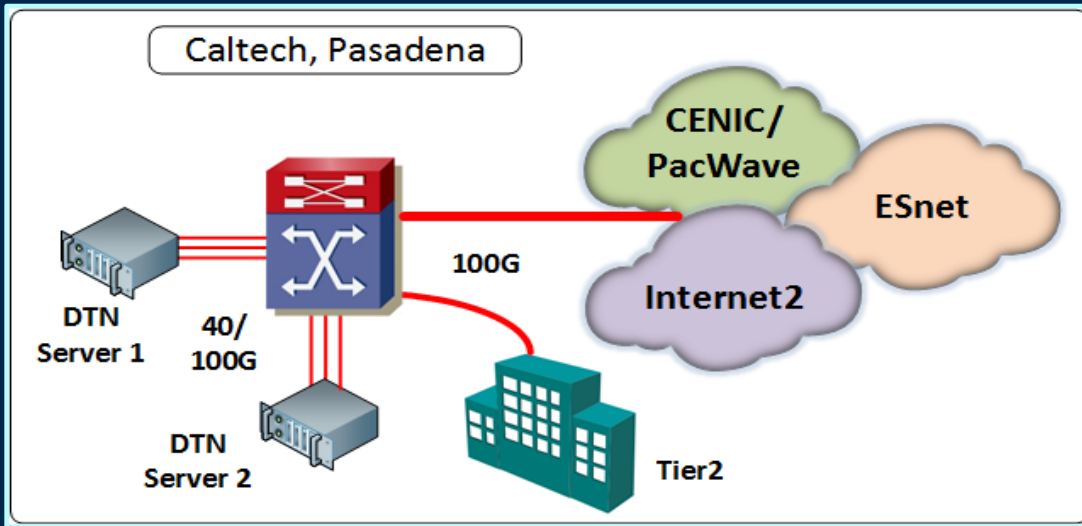 Caltech, Pasadena
CENIC/
PacWave
ESnet
100G
Internet2
DTN
Server 1
40/
100G
DTN
Server 2
Tier2